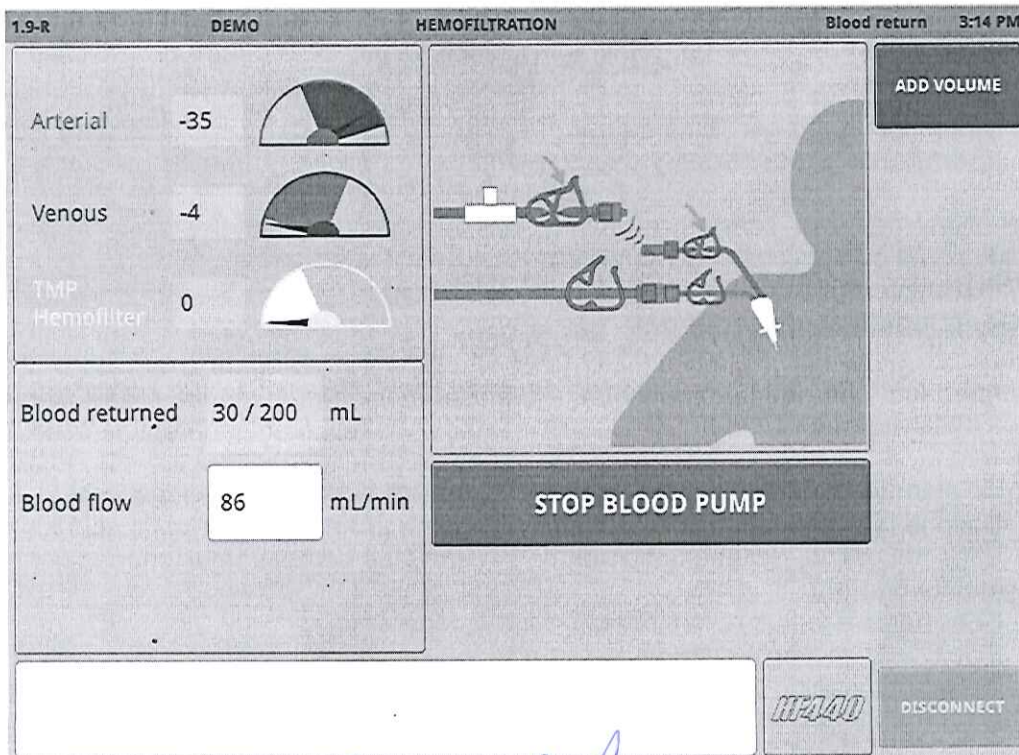 1.9-R DEMO HEMOFILTRATION Blood return 3:14 PM
ADD VOLUME
Arterial -35
Venous -4
TMP
Hemofilter 0
Blood returned 30 / 200 mL
Blood flow 86 mL/min
STOP BLOOD PUMP
HF440
DISCONNECT